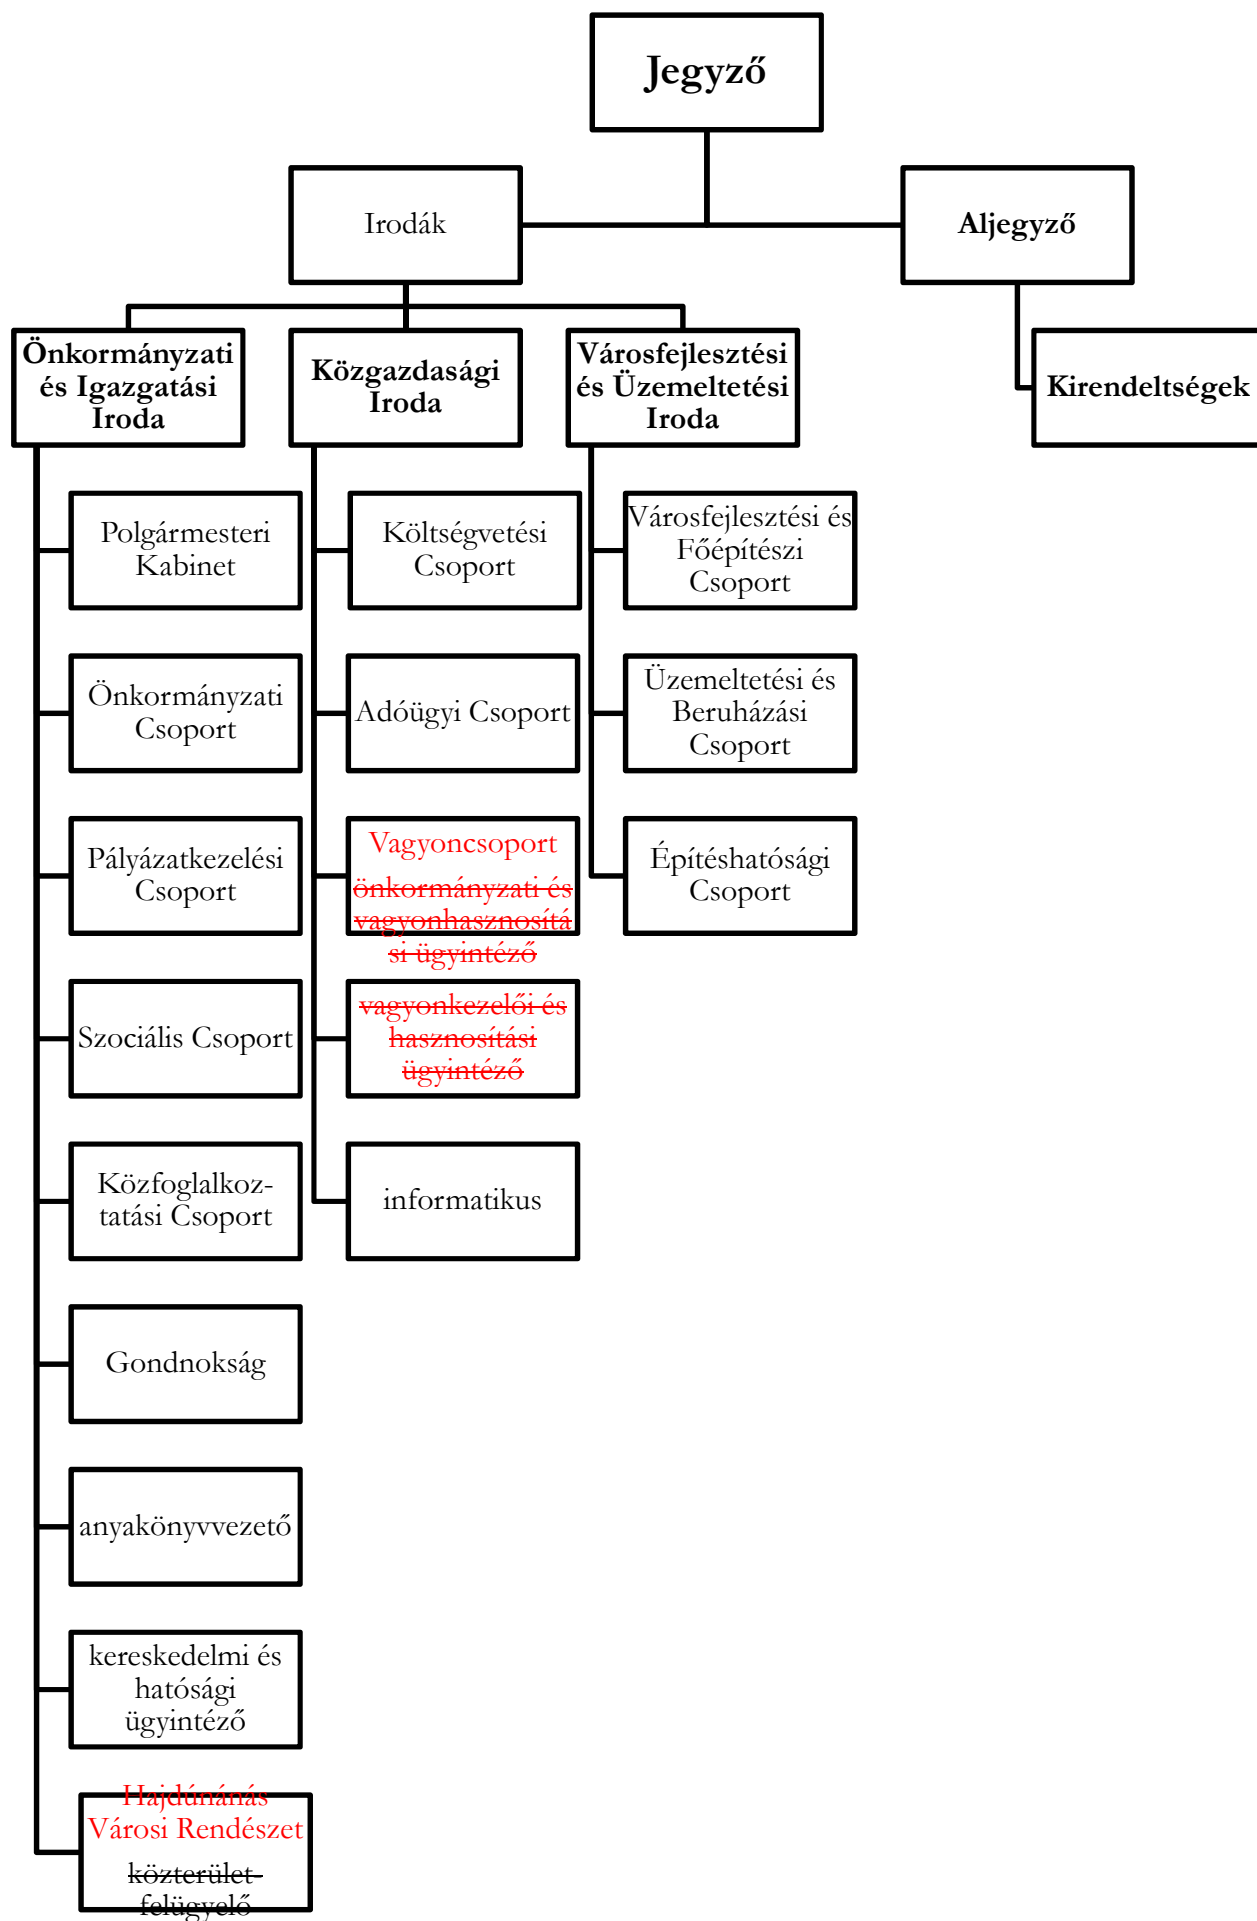 Jegyző
Irodák
Aljegyző
Önkormányzati
és Igazgatási
Iroda
Közgazdasági
Iroda
Városfejlesztési
és Üzemeltetési
Iroda
Kirendeltségek
Polgármesteri
Kabinet
Önkormányzati
Csoport
Pályázatkezelési
Csoport
Szociális Csoport
Közfoglalkoz-
tatási Csoport
Gondnokság
anyakönyvvezető
kereskedelmi és
hatósági
ügyintéző
Hajdúnánás
Városi Rendészet
közterület-
felügyelő
Költségvetési
Csoport
Adóügyi Csoport
Vagyoncsoport
önkormányzati és
vagyonhasznosítá
si ügyintéző
vagyonkezelői és
hasznosítási
ügyintéző
informatikus
Városfejlesztési és
Főépítészi
Csoport
Üzemeltetési és
Beruházási
Csoport
Építéshatósági
Csoport